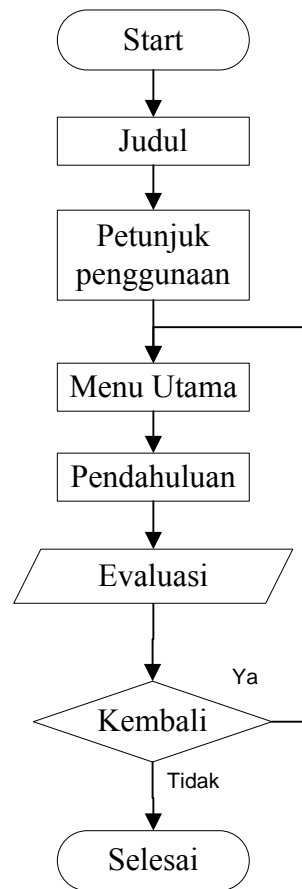 Start
Judul
Petunjuk
penggunaan
Menu Utama
Pendahuluan
Evaluasi
Ya
Kembali
Tidak
Selesai